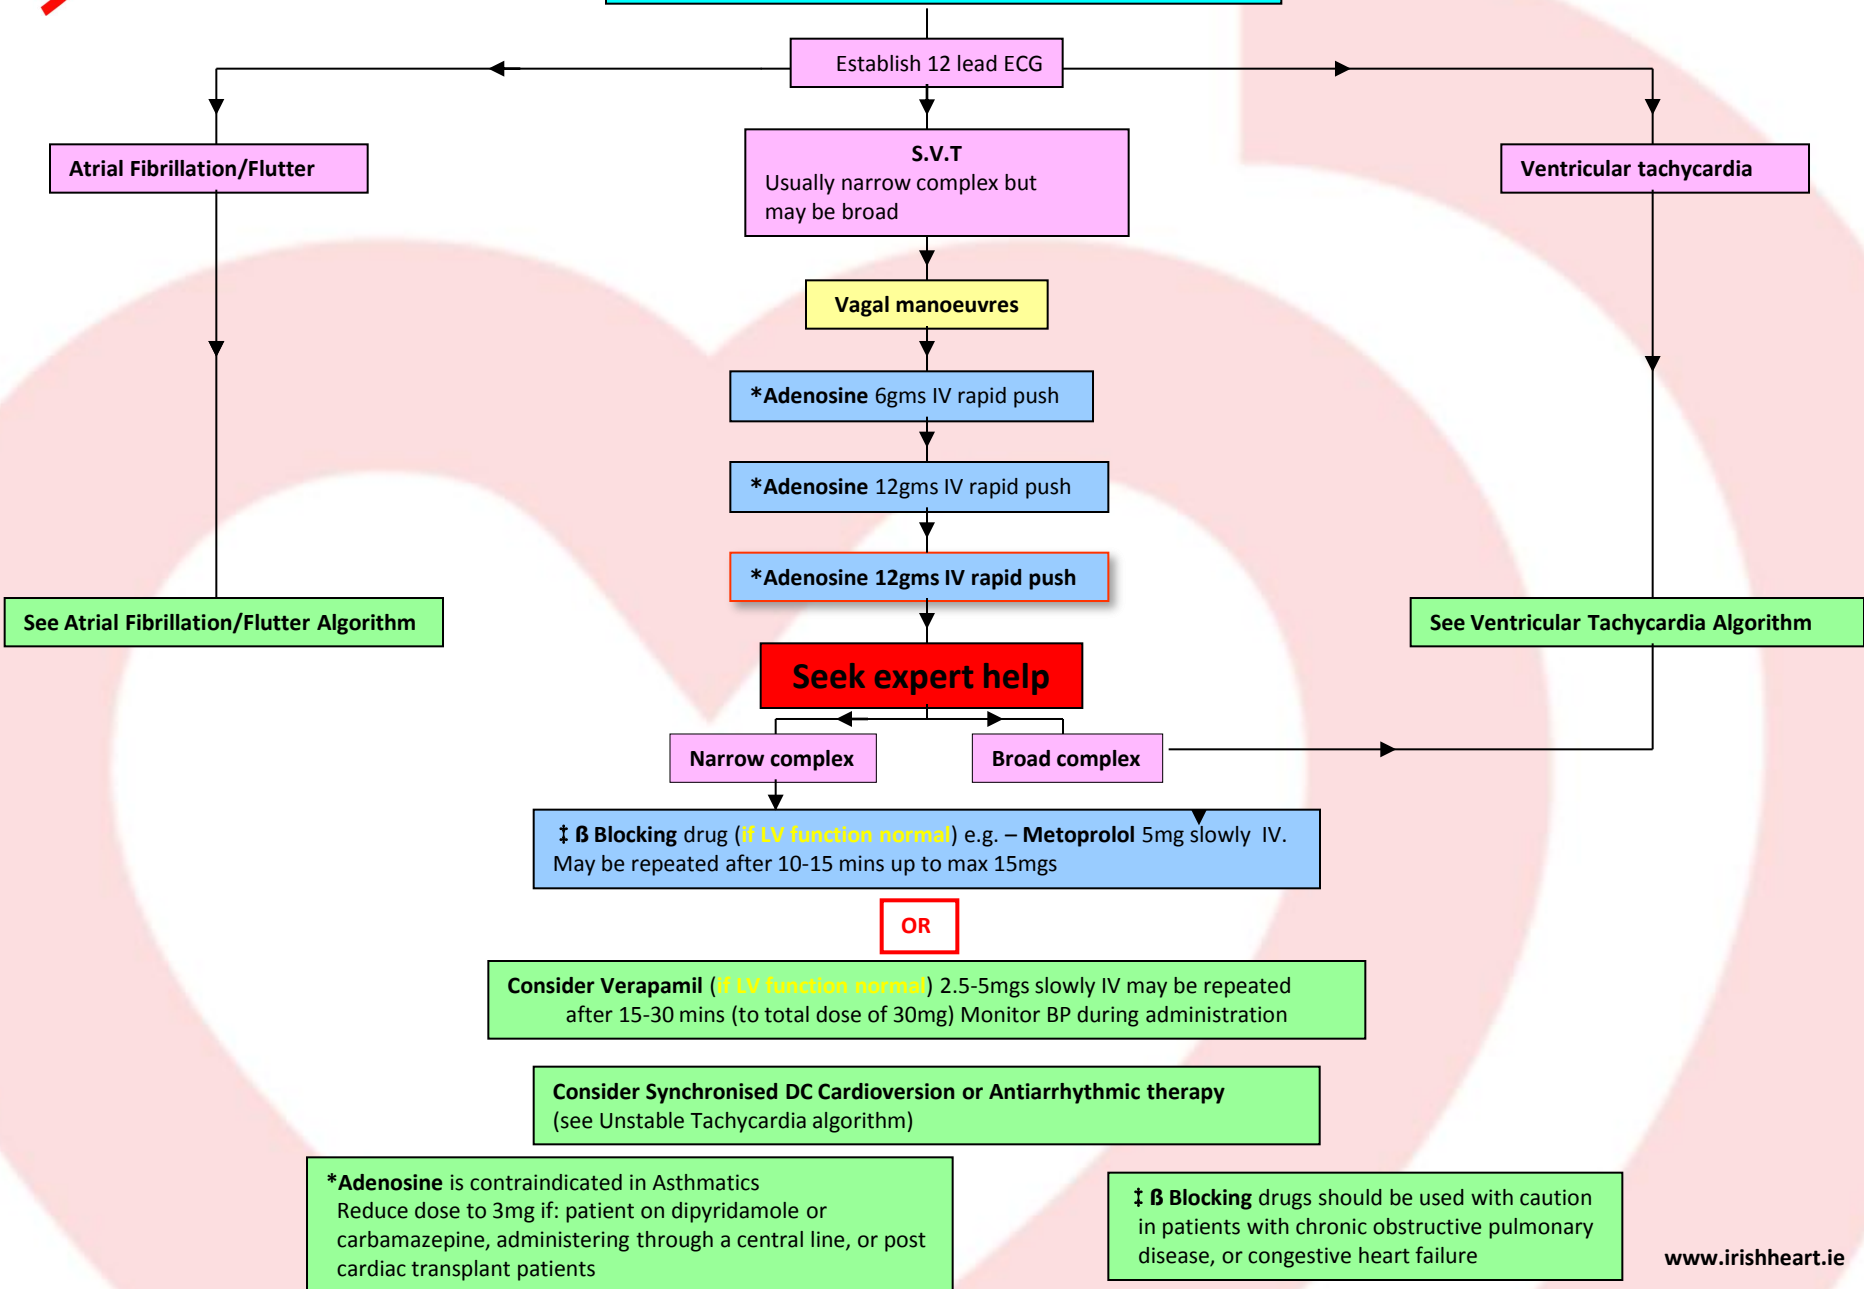 Establish 12 lead ECG
Atrial Fibrillation/Flutter
S.V.T
Usually narrow complex but
may be broad
Ventricular tachycardia
Vagal manoeuvres
*Adenosine 6gms IV rapid push
*Adenosine 12gms IV rapid push
*Adenosine 12gms IV rapid push
See Atrial Fibrillation/Flutter Algorithm
See Ventricular Tachycardia Algorithm
Seek expert help
Narrow complex
Broad complex
‡ ß Blocking drug (if LV function normal) e.g. – Metoprolol 5mg slowly IV.
May be repeated after 10-15 mins up to max 15mgs
OR
Consider Verapamil (if LV function normal) 2.5-5mgs slowly IV may be repeated
after 15-30 mins (to total dose of 30mg) Monitor BP during administration
Consider Synchronised DC Cardioversion or Antiarrhythmic therapy
(see Unstable Tachycardia algorithm)
*Adenosine is contraindicated in Asthmatics
Reduce dose to 3mg if: patient on dipyridamole or
carbamazepine, administering through a central line, or post
cardiac transplant patients
‡ ß Blocking drugs should be used with caution
in patients with chronic obstructive pulmonary
disease, or congestive heart failure
www.irishheart.ie